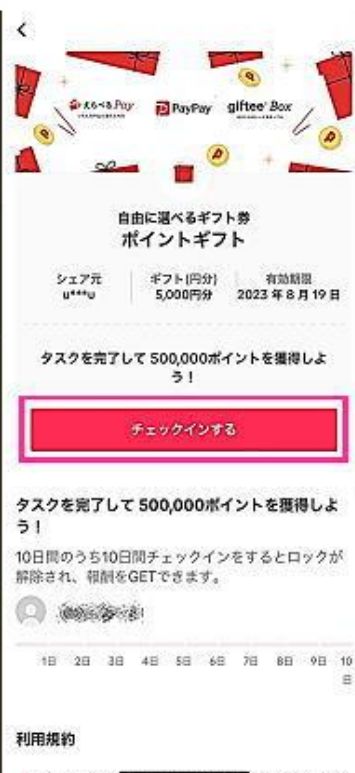 えらべるPay
PayPay
giftee Box
自由に選べるギフト券
ポイントギフト
シェア元
ギフト(円分)
有効期限
u***u
5,000円分
2023年8月19日
タスクを完了して500,000ポイントを獲得しよ
う!
チェックインする
タスクを完了して500,000ポイントを獲得しよ
う!
10日間のうち10日間チェックインをするとロックが
解除され、報酬をGETできます。
1日 2日 3日 4日 5日 6日 7日 8日 9日 10
日
利用規約